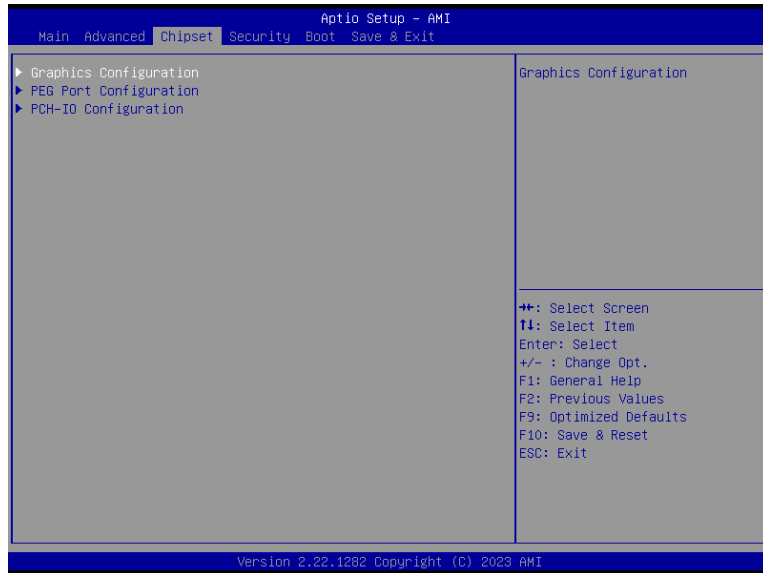 Aptio Setup – AMI
Main Advanced Chipset Security Boot Save & Exit
▶ Graphics Configuration
▶ PEG Port Configuration
▶ PCH-IO Configuration
Graphics Configuration
→←: Select Screen
↑↓: Select Item
Enter: Select
+/- : Change Opt.
F1: General Help
F2: Previous Values
F9: Optimized Defaults
F10: Save & Reset
ESC: Exit
Version 2.22.1282 Copyright (C) 2023 AMI